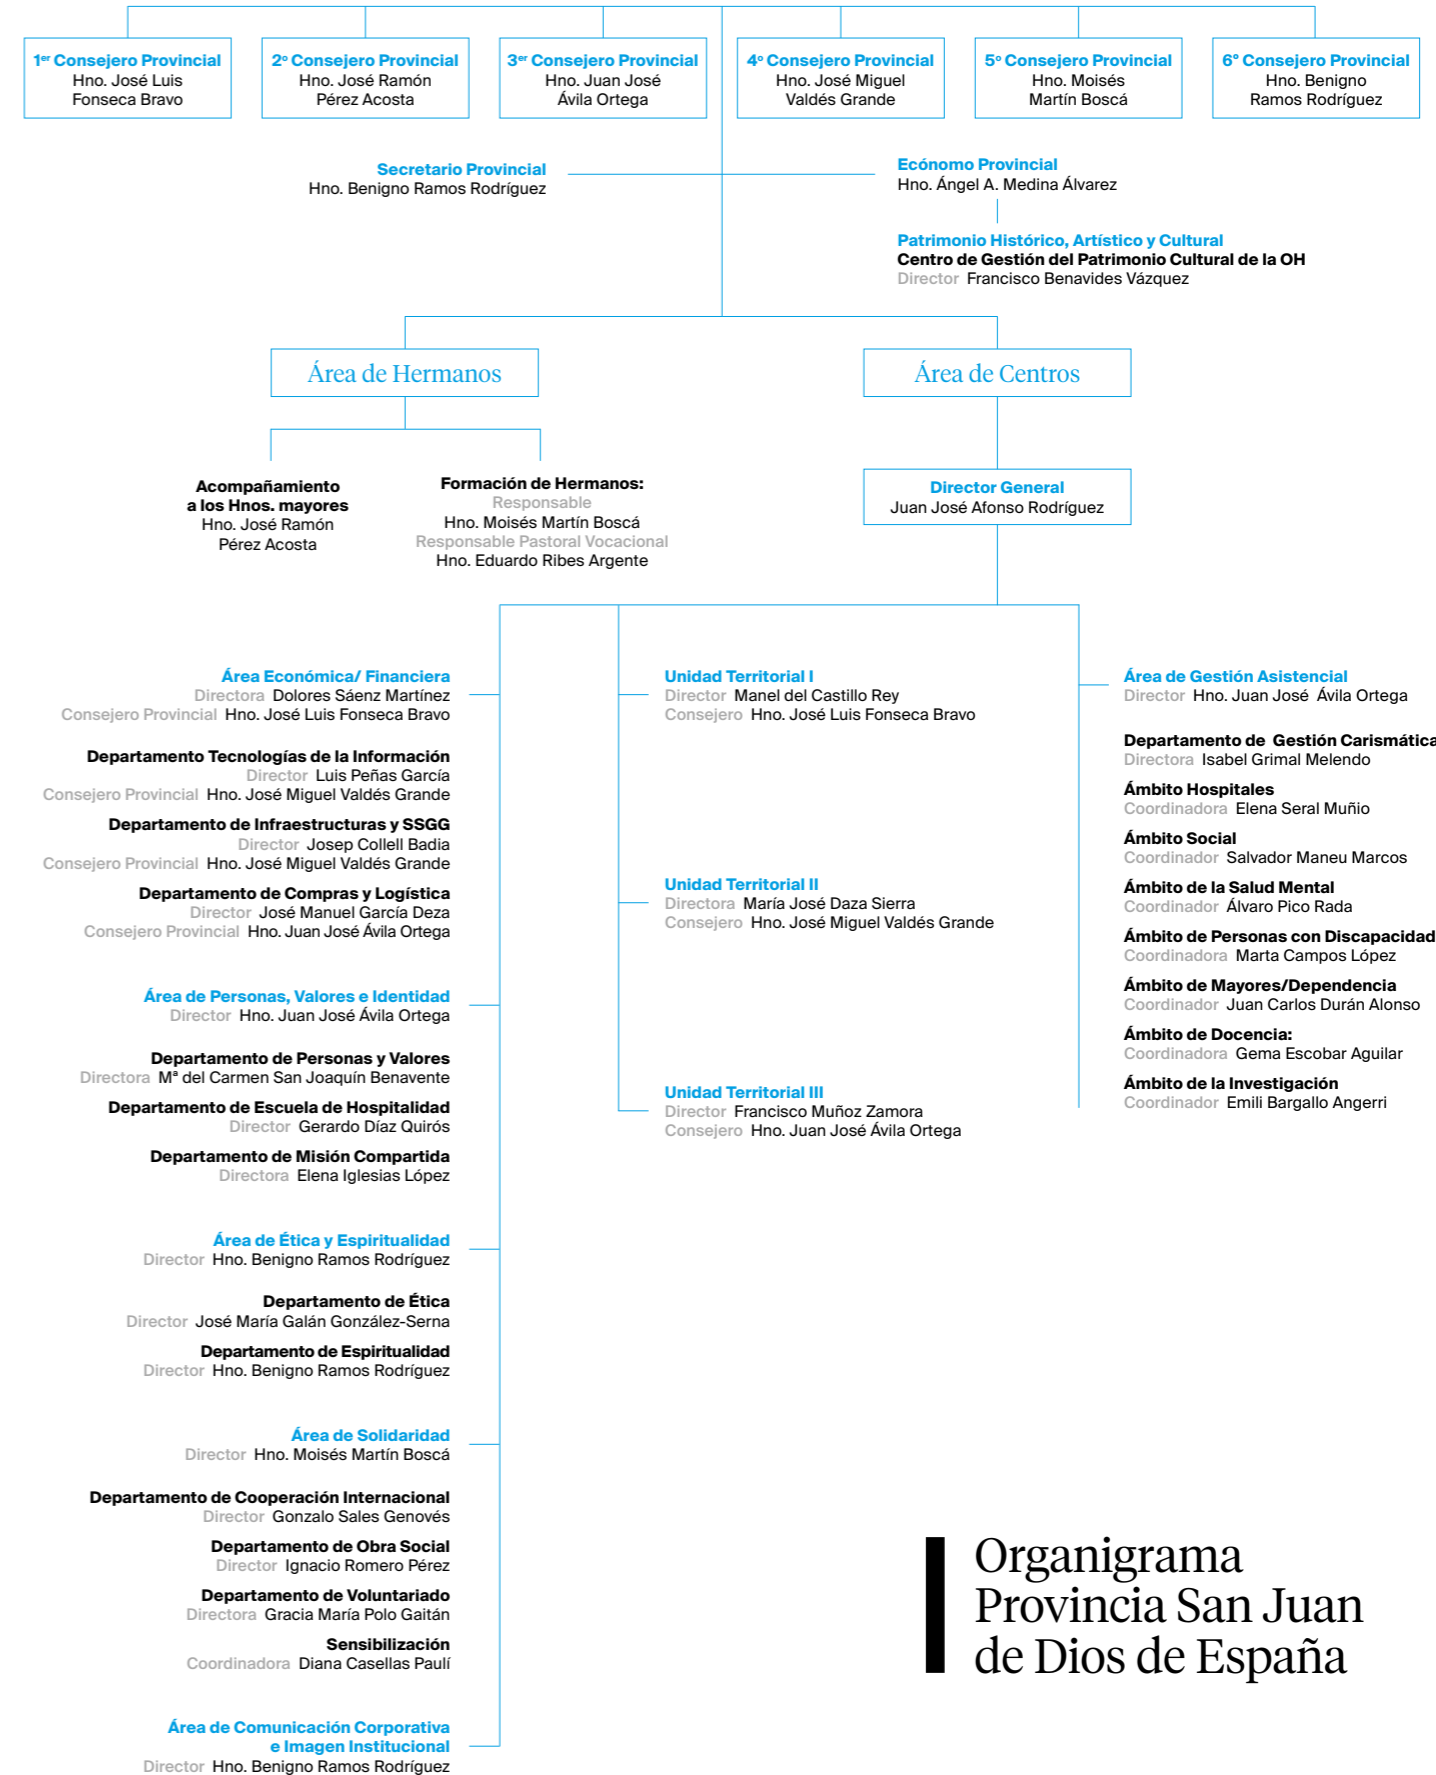 1er Consejero Provincial
Hno. José Luis
Fonseca Bravo
2º Consejero Provincial
Hno. José Ramón
Pérez Acosta
3er Consejero Provincial
Hno. Juan José
Ávila Ortega
4º Consejero Provincial
Hno. José Miguel
Valdés Grande
5º Consejero Provincial
Hno. Moisés
Martín Boscá
6º Consejero Provincial
Hno. Benigno
Ramos Rodríguez
Secretario Provincial
Hno. Benigno Ramos Rodríguez
Ecónomo Provincial
Hno. Ángel A. Medina Álvarez
Patrimonio Histórico, Artístico y Cultural
Centro de Gestión del Patrimonio Cultural de la OH
Director Francisco Benavides Vázquez
Área de Hermanos
Área de Centros
Acompañamiento
a los Hnos. mayores
Hno. José Ramón
Pérez Acosta
Formación de Hermanos:
Responsable
Hno. Moisés Martín Boscá
Responsable Pastoral Vocacional
Hno. Eduardo Ribes Argente
Director General
Juan José Afonso Rodríguez
Área Económica/ Financiera
Directora Dolores Sáenz Martínez
Consejero Provincial Hno. José Luis Fonseca Bravo
Departamento Tecnologías de la Información
Director Luis Peñas García
Consejero Provincial Hno. José Miguel Valdés Grande
Departamento de Infraestructuras y SSGG
Director Josep Collell Badia
Consejero Provincial Hno. José Miguel Valdés Grande
Departamento de Compras y Logística
Director José Manuel García Deza
Consejero Provincial Hno. Juan José Ávila Ortega
Área de Personas, Valores e Identidad
Director Hno. Juan José Ávila Ortega
Departamento de Personas y Valores
Directora Mª del Carmen San Joaquín Benavente
Departamento de Escuela de Hospitalidad
Director Gerardo Díaz Quirós
Departamento de Misión Compartida
Directora Elena Iglesias López
Área de Ética y Espiritualidad
Director Hno. Benigno Ramos Rodríguez
Departamento de Ética
Director José María Galán González-Serna
Departamento de Espiritualidad
Director Hno. Benigno Ramos Rodríguez
Área de Solidaridad
Director Hno. Moisés Martín Boscá
Departamento de Cooperación Internacional
Director Gonzalo Sales Genovés
Departamento de Obra Social
Director Ignacio Romero Pérez
Departamento de Voluntariado
Directora Gracia María Polo Gaitán
Sensibilización
Coordinadora Diana Casellas Paulí
Área de Comunicación Corporativa
e Imagen Institucional
Director Hno. Benigno Ramos Rodríguez
Unidad Territorial I
Director Manel del Castillo Rey
Consejero Hno. José Luis Fonseca Bravo
Unidad Territorial II
Directora María José Daza Sierra
Consejero Hno. José Miguel Valdés Grande
Unidad Territorial III
Director Francisco Muñoz Zamora
Consejero Hno. Juan José Ávila Ortega
Área de Gestión Asistencial
Director Hno. Juan José Ávila Ortega
Departamento de Gestión Carismática
Directora Isabel Grimal Melendo
Ámbito Hospitales
Coordinadora Elena Seral Muñio
Ámbito Social
Coordinador Salvador Maneu Marcos
Ámbito de la Salud Mental
Coordinador Álvaro Pico Rada
Ámbito de Personas con Discapacidad
Coordinadora Marta Campos López
Ámbito de Mayores/Dependencia
Coordinador Juan Carlos Durán Alonso
Ámbito de Docencia:
Coordinadora Gema Escobar Aguilar
Ámbito de la Investigación
Coordinador Emili Bargallo Angerri
Organigrama
Provincia San Juan
de Dios de España